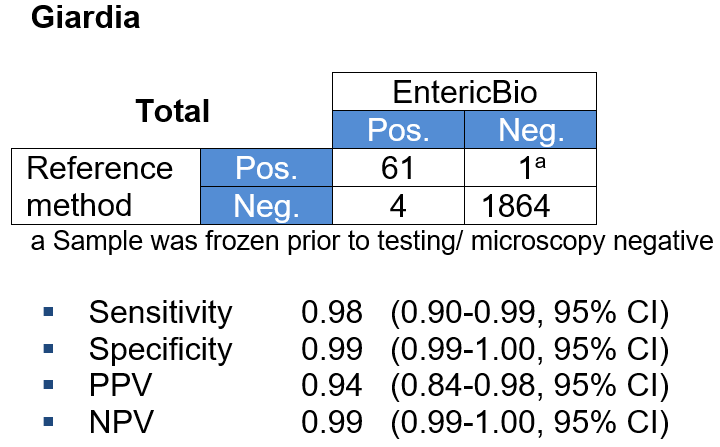 Giardia
Total
EntericBio
Pos. Neg.
Reference method
Pos. 61 1ª
Neg. 4 1864
a Sample was frozen prior to testing/ microscopy negative
▪ Sensitivity 0.98 (0.90-0.99, 95% CI)
▪ Specificity 0.99 (0.99-1.00, 95% CI)
▪ PPV 0.94 (0.84-0.98, 95% CI)
▪ NPV 0.99 (0.99-1.00, 95% CI)